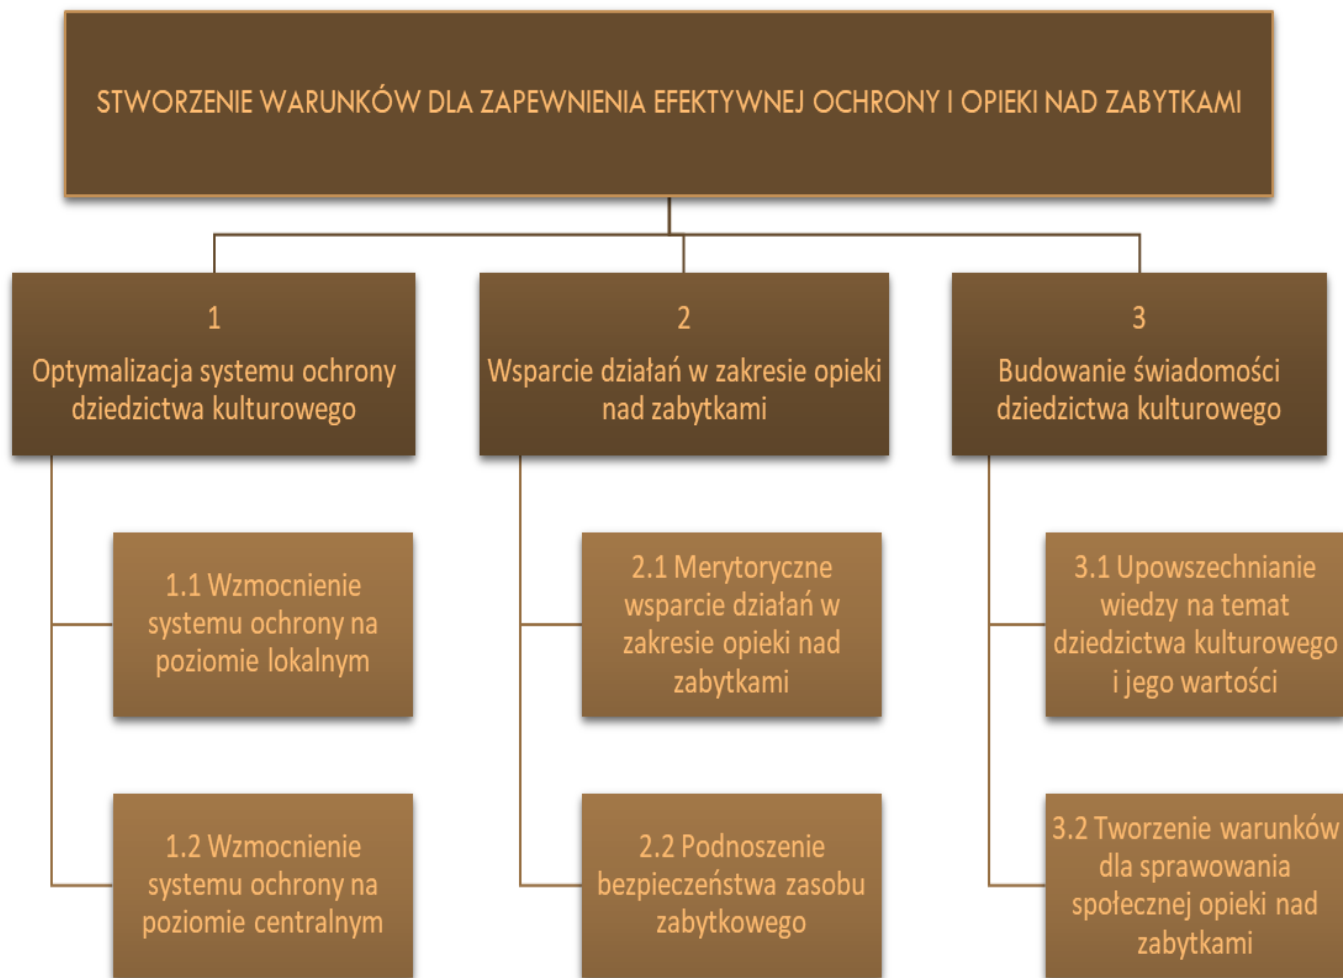 STWORZENIE WARUNKÓW DLA ZAPEWNIENIA EFEKTYWNEJ OCHRONY I OPIEKI NAD ZABYTKAMI
1
Optymalizacja systemu ochrony
dziedzictwa kulturowego
2
Wsparcie działań w zakresie opieki
nad zabytkami
3
Budowanie świadomości
dziedzictwa kulturowego
1.1 Wzmocnienie
systemu ochrony na
poziomie lokalnym
2.1 Merytoryczne
wsparcie działań w
zakresie opieki nad
zabytkami
3.1 Upowszechnianie
wiedzy na temat
dziedzictwa kulturowego
i jego wartości
1.2 Wzmocnienie
systemu ochrony na
poziomie centralnym
2.2 Podnoszenie
bezpieczeństwa zasobu
zabytkowego
3.2 Tworzenie warunków
dla sprawowania
społecznej opieki nad
zabytkami